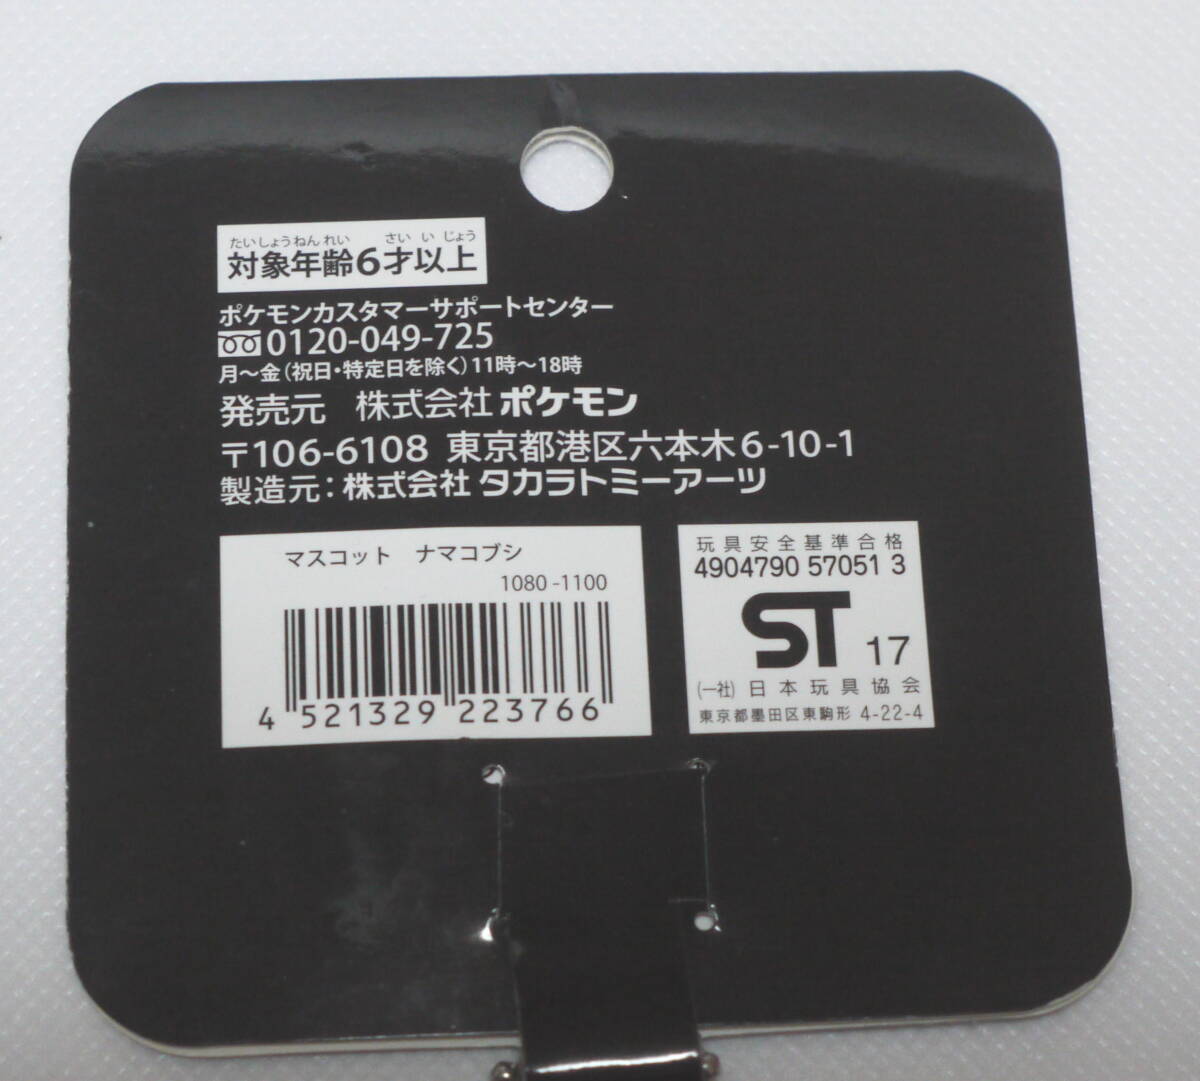 たいしょうねんれい さいいじょう
対象年齢6才以上
ポケモンカスタマーサポートセンター
0120-049-725
月〜金(祝日・特定日を除く)11時〜18時
発売元 株式会社 ポケモン
〒106-6108 東京都港区六本木6-10-1
製造元:株式会社 タカラトミーアーツ
マスコット ナマコブシ
1080-1100
4 521329 223766
玩具安全基準合格
4904790 57051 3
ST 17
(一社)日本玩具協会
東京都墨田区東駒形 4-22-4